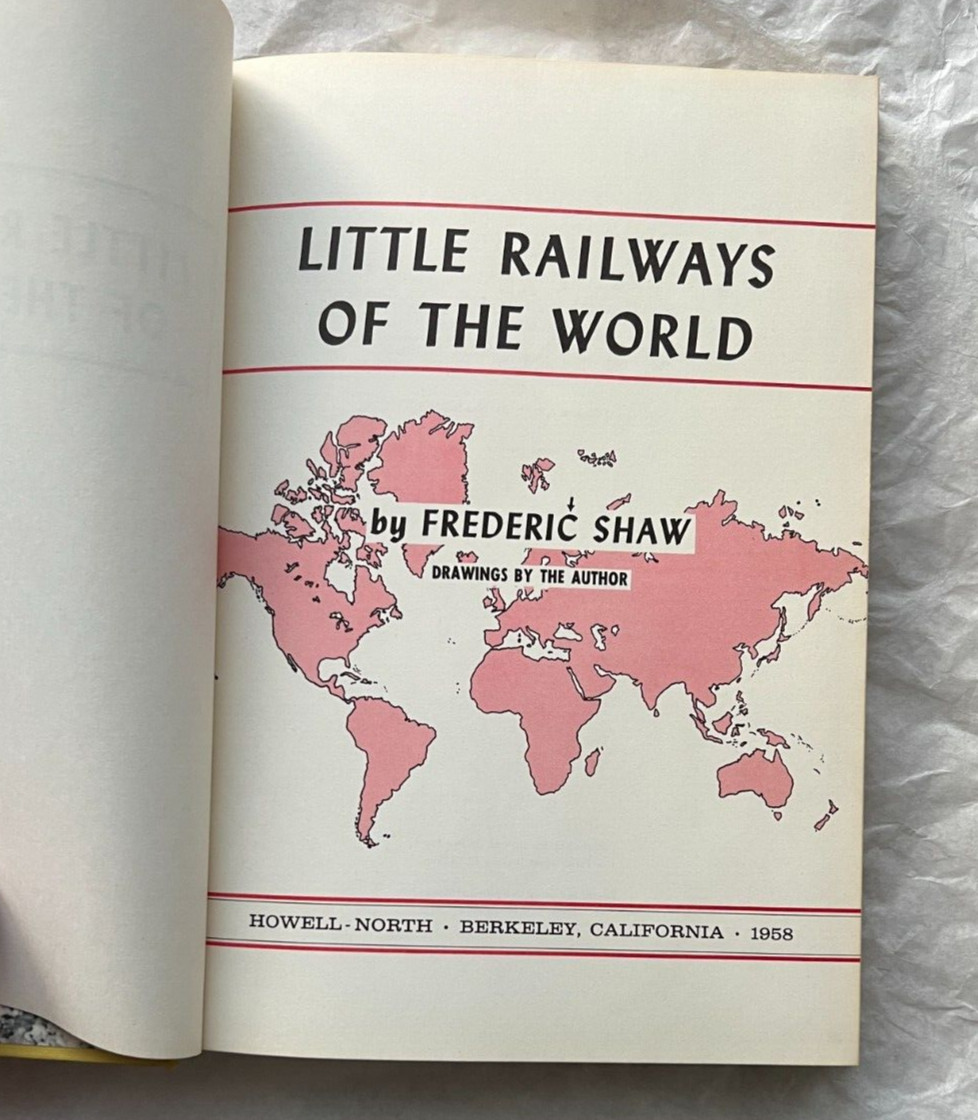 LITTLE RAILWAYS
OF THE WORLD
by FREDERIC SHAW
DRAWINGS BY THE AUTHOR
HOWELL-NORTH · BERKELEY, CALIFORNIA · 1958